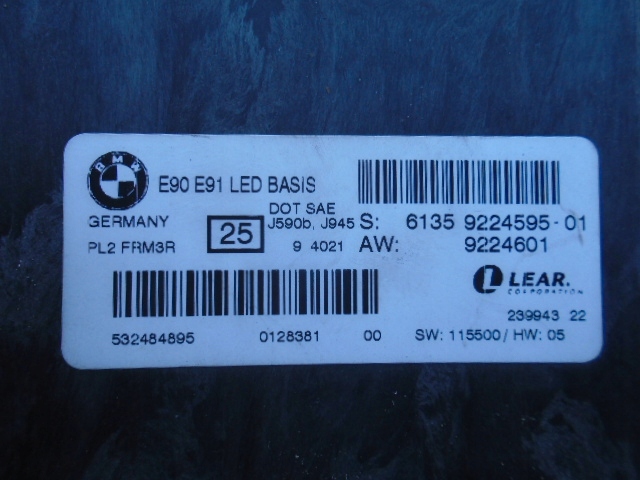 BMW
E90 E91 LED BASIS
GERMANY
25
DOT SAE
J590b, J945
S: 6135 9224595-01
PL2 FRM3R
9 4021
AW: 9224601
LEAR.
CORPORATION
239943 22
532484895 0128381 00
SW: 115500 / HW: 05